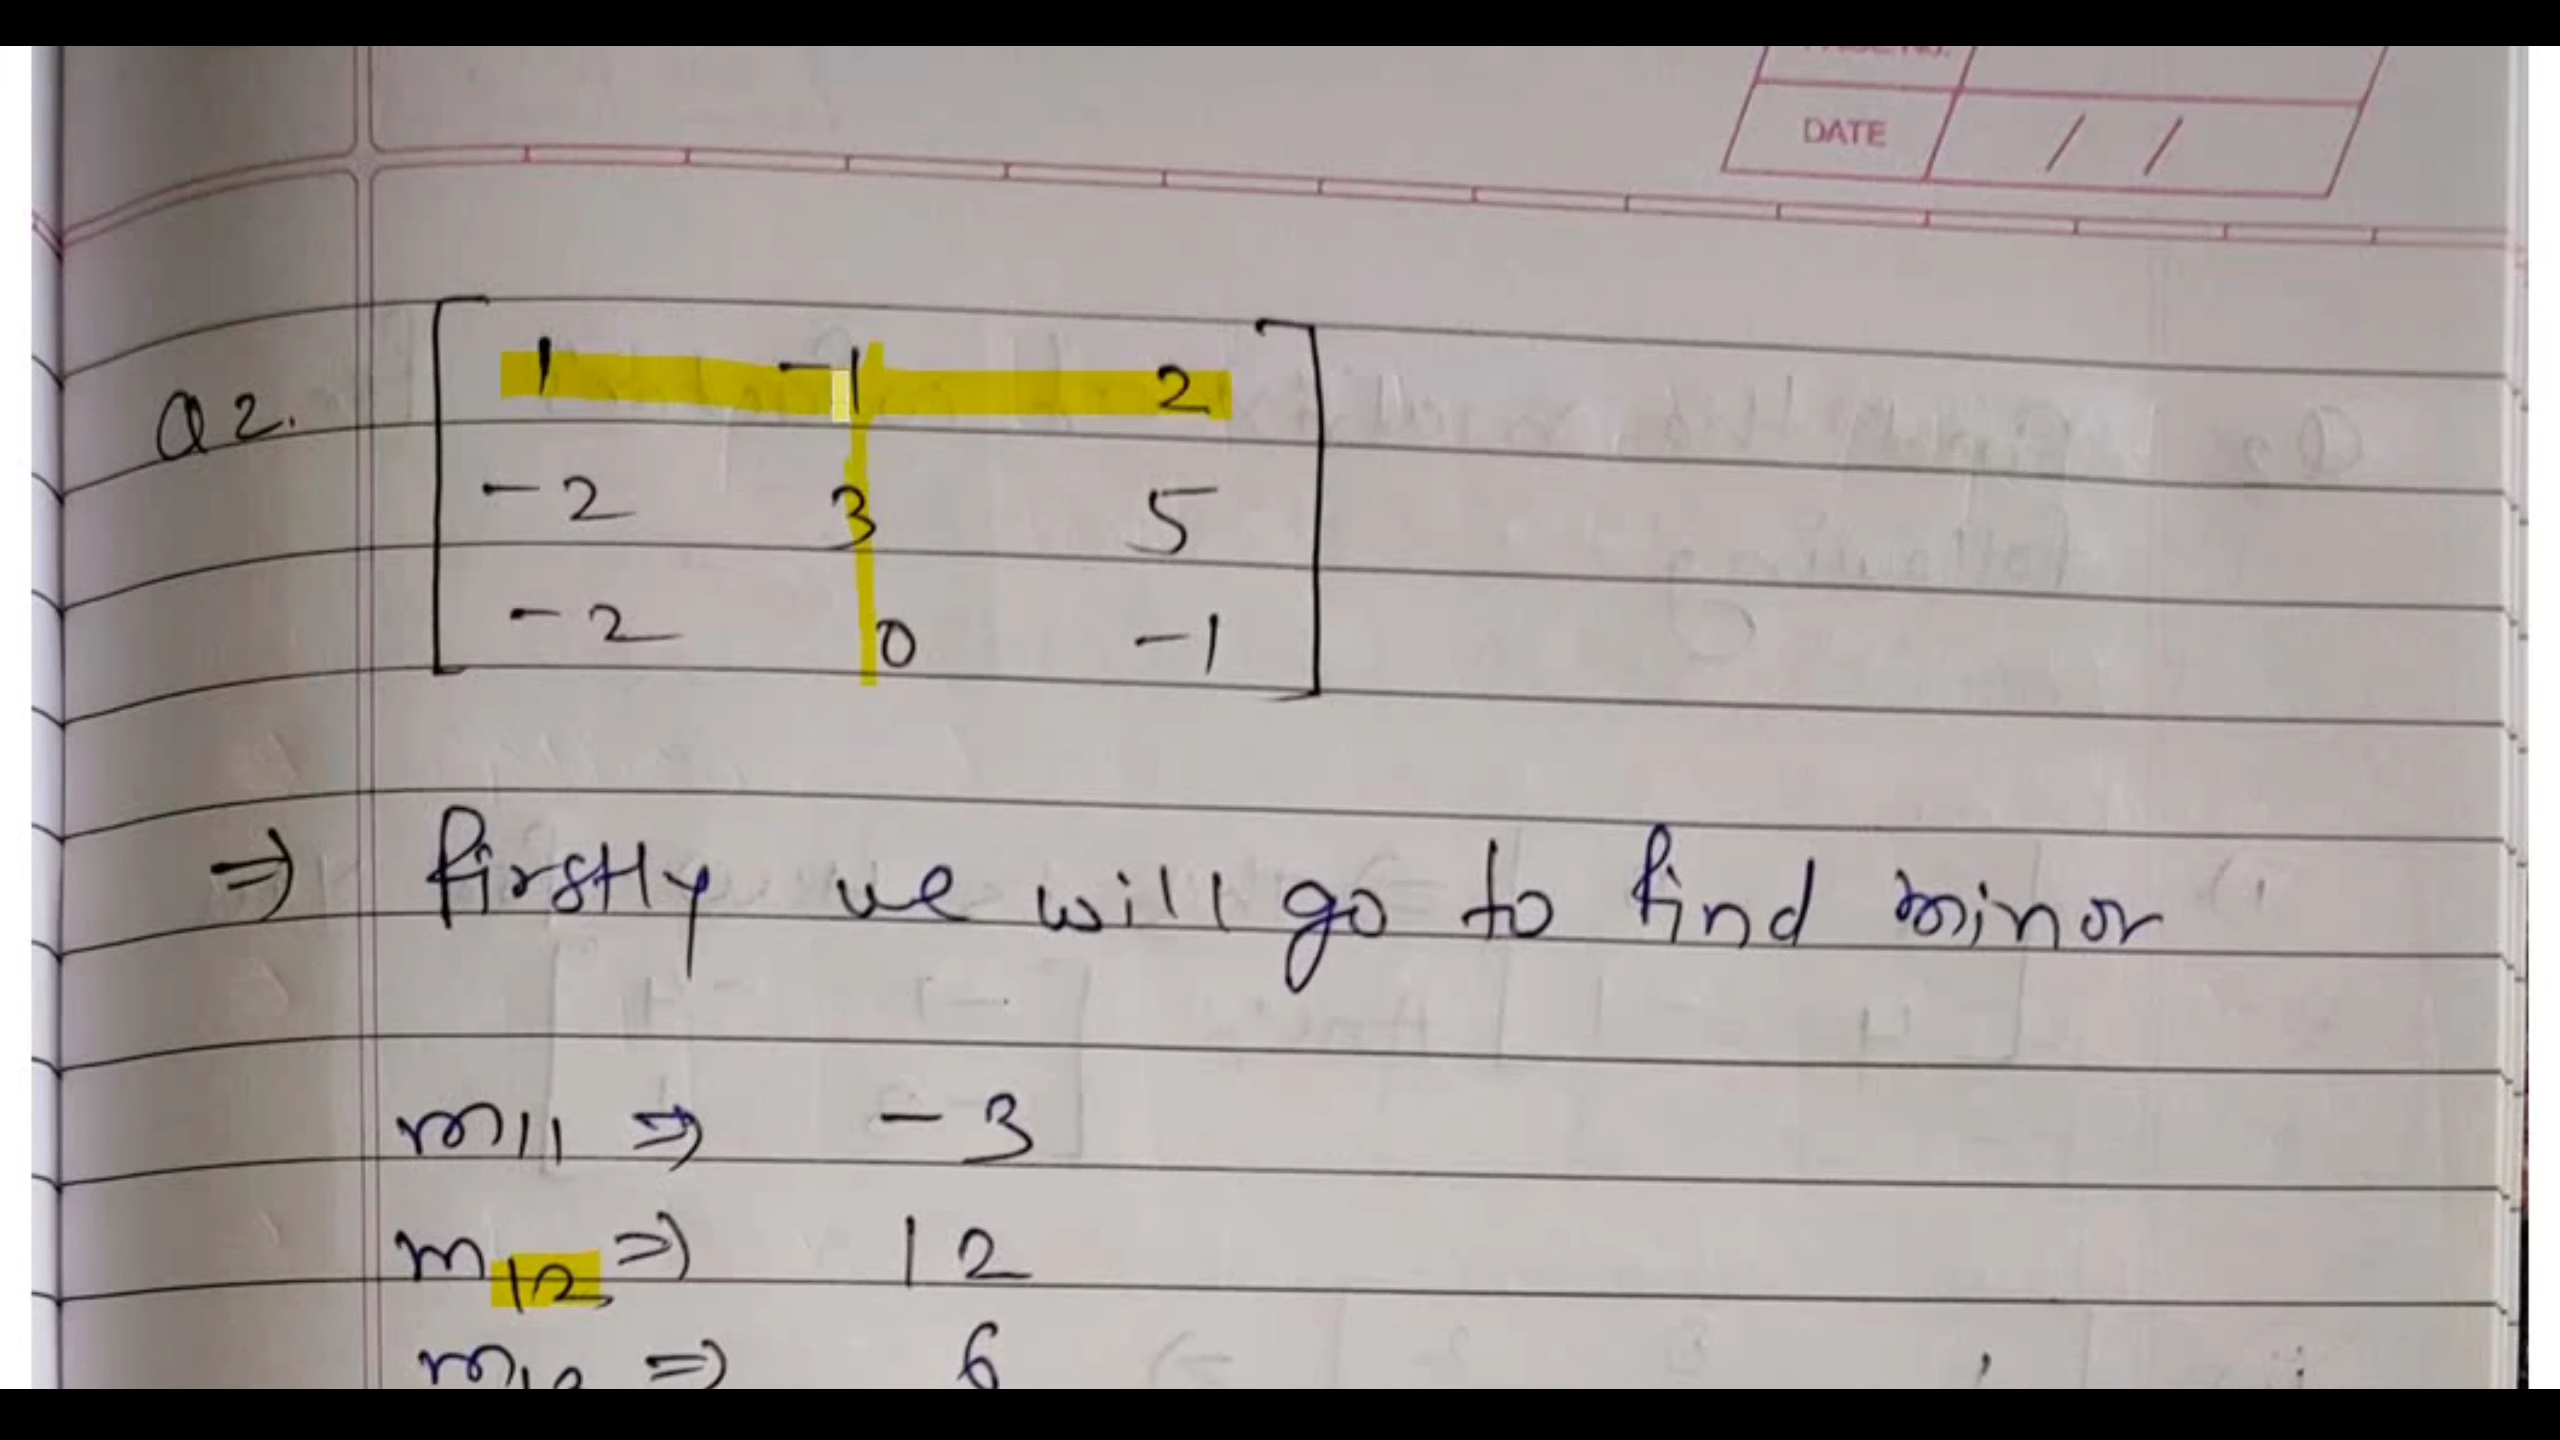 DATE / /
Q2.
1 -1 2
-2 3 5
-2 0 -1
⇒ firstly we will go to find minor
m11 ⇒ -3
m12 ⇒ 12
⇒ 6